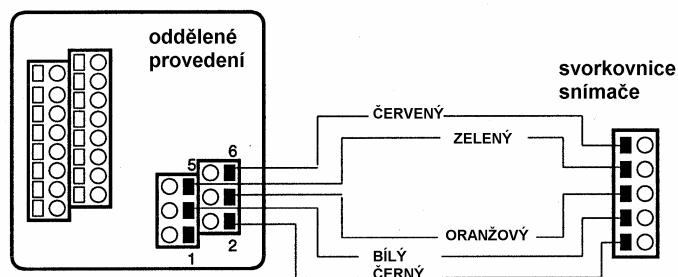 oddělené
provedení
svorkovnice
snímače
ČERVENÝ
ZELENÝ
6
5
ORANŽOVÝ
1
2
BÍLÝ
ČERNÝ